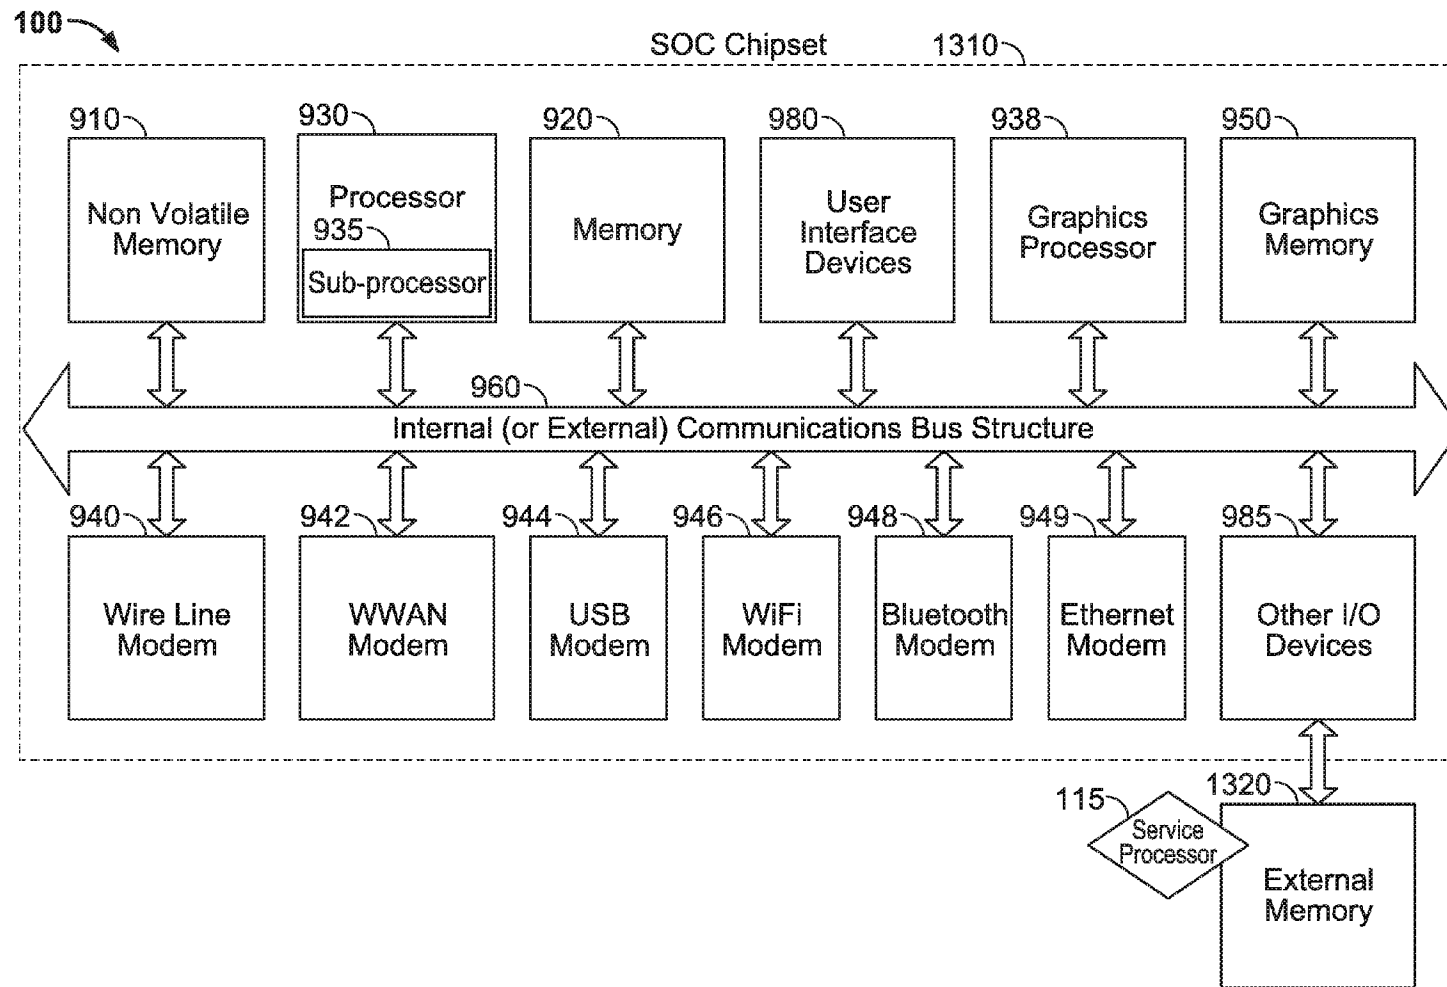 100
SOC Chipset
1310
910
930
920
980
938
950
Non Volatile
Memory
Processor
935
Sub-processor
Memory
User
Interface
Devices
Graphics
Processor
Graphics
Memory
960
Internal (or External) Communications Bus Structure
940
942
944
946
948
949
985
Wire Line
Modem
WWAN
Modem
USB
Modem
WiFi
Modem
Bluetooth
Modem
Ethernet
Modem
Other I/O
Devices
115
1320
Service
Processor
External
Memory